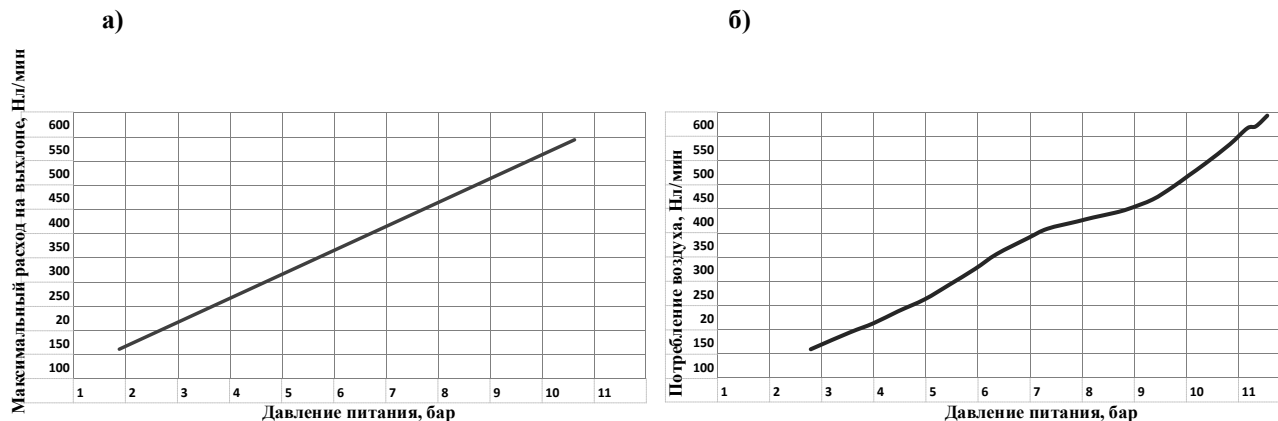 а)
Максимальный расход на выхлопе, Нл/мин
600
550
500
450
400
350
300
250
20
150
100
1 2 3 4 5 6 7 8 9 10 11
Давление питания, бар
б)
Потребление воздуха, Нл/мин
600
550
500
450
400
350
300
250
20
150
100
1 2 3 4 5 6 7 8 9 10 11
Давление питания, бар